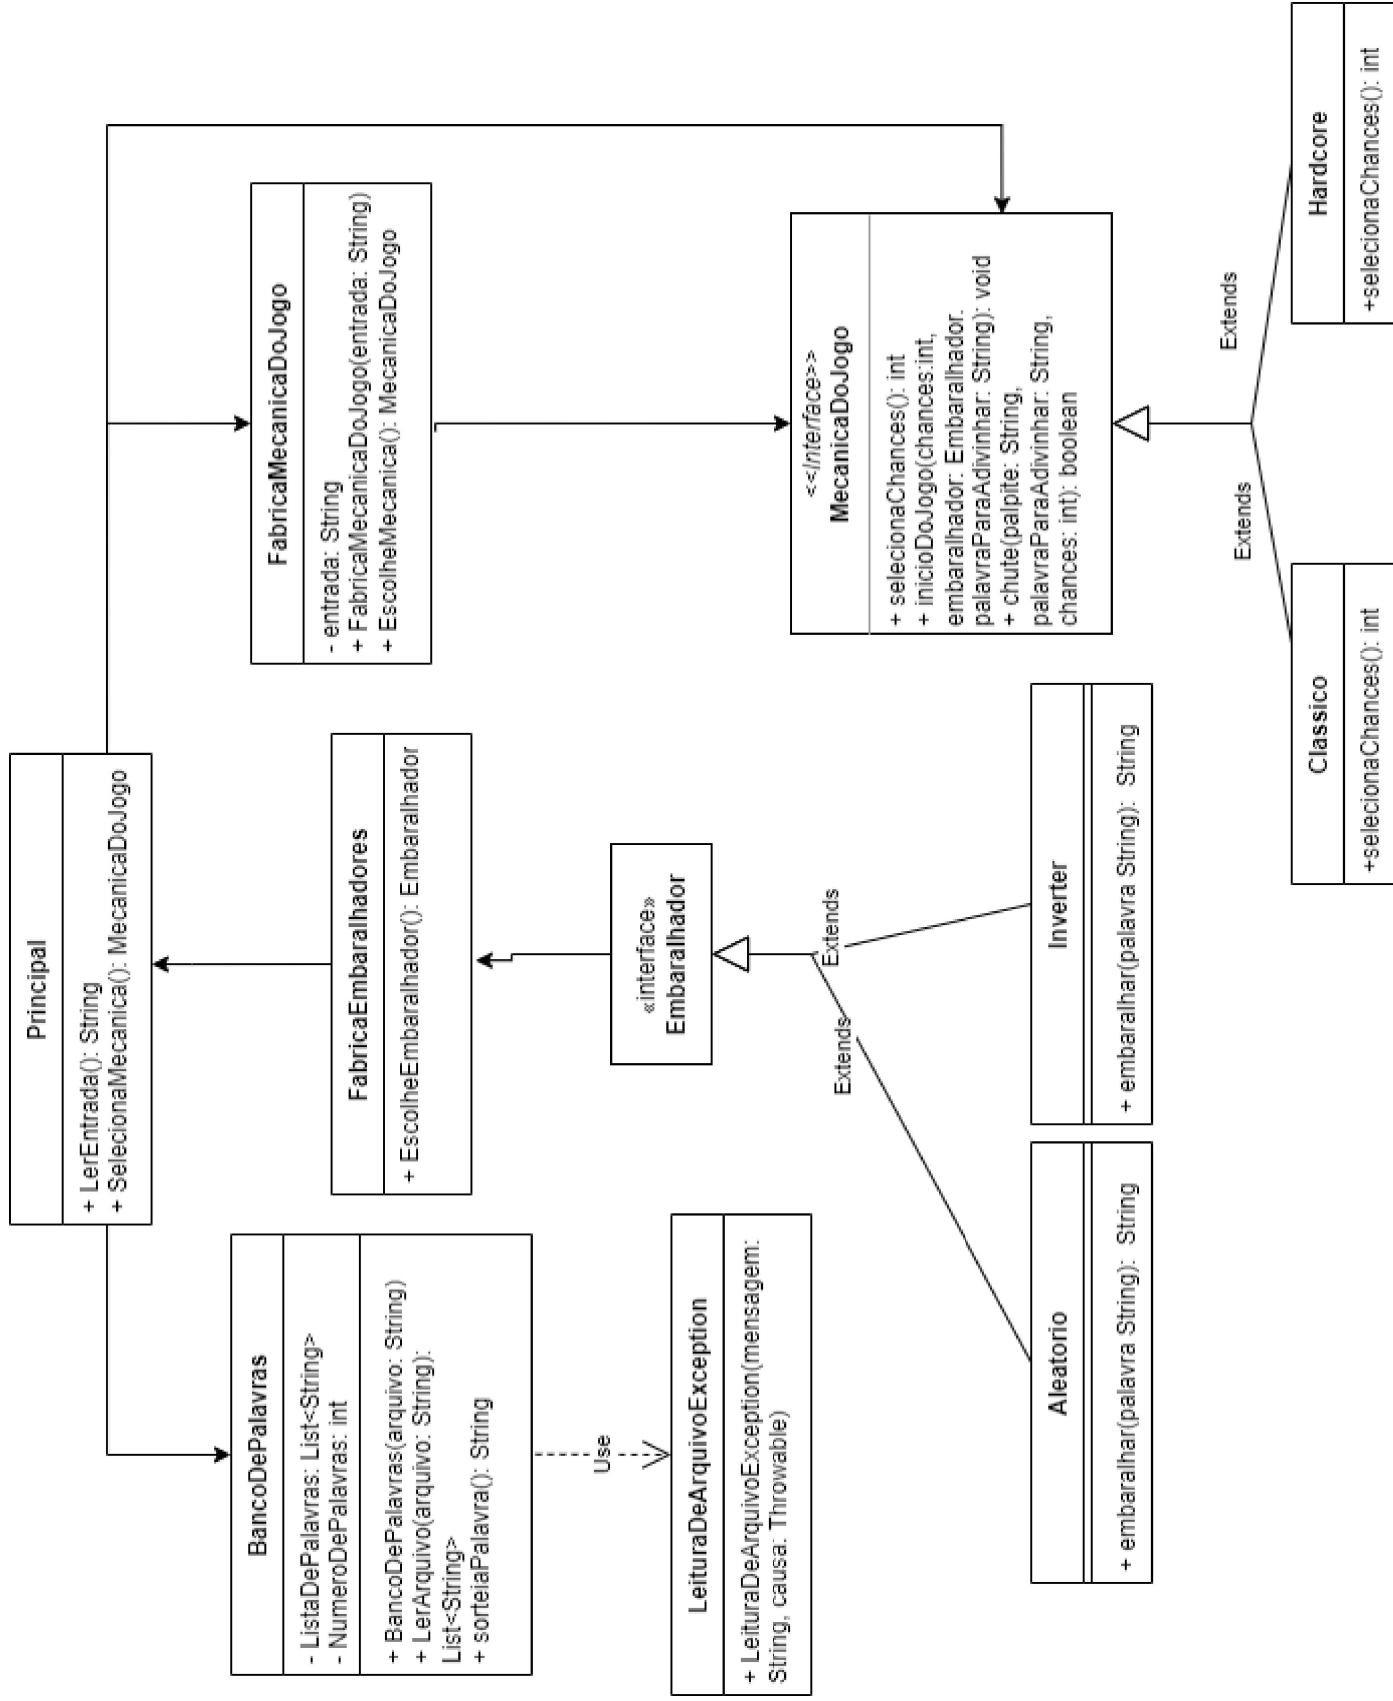 Principal
+ LerEntrada(): String
+ SelecionaMecanica(): MecanicaDoJogo
BancoDePalavras
- ListaDePalavras: List<String>
- NumeroDePalavras: int
+ BancoDePalavras(arquivo: String)
+ LerArquivo(arquivo: String):
List<String>
+ sorteiaPalavra(): String
FabricaEmbaralhadores
+ EscolheEmbaralhador(): Embaralhador
FabricaMecanicaDoJogo
- entrada: String
+ FabricaMecanicaDoJogo(entrada: String)
+ EscolheMecanica(): MecanicaDoJogo
Use
LeituraDeArquivoException
+ LeituraDeArquivoException(mensagem:
String, causa: Throwable)
«interface»
Embaralhador
Extends
Extends
<<Interface>>
MecanicaDoJogo
+ selecionaChances(): int
+ inicioDoJogo(chances:int,
embaralhador: Embaralhador.
palavraParaAdivinhar: String): void
+ chute(palpite: String,
palavraParaAdivinhar: String,
chances: int): boolean
Aleatorio
+ embaralhar(palavra String): String
Inverter
+ embaralhar(palavra String): String
Extends
Extends
Classico
+selecionaChances(): int
Hardcore
+selecionaChances(): int